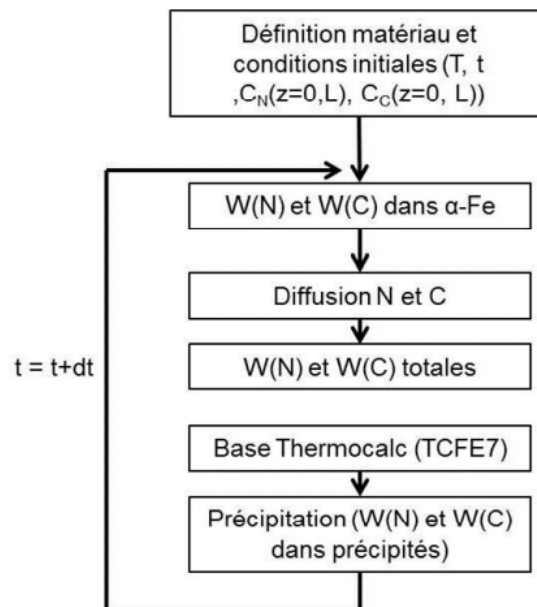 Définition matériau et
conditions initiales (T, t
,C_N(z=0,L), C_C(z=0, L))
W(N) et W(C) dans α-Fe
Diffusion N et C
t = t+dt
W(N) et W(C) totales
Base Thermocalc (TCFE7)
Précipitation (W(N) et W(C)
dans précipités)